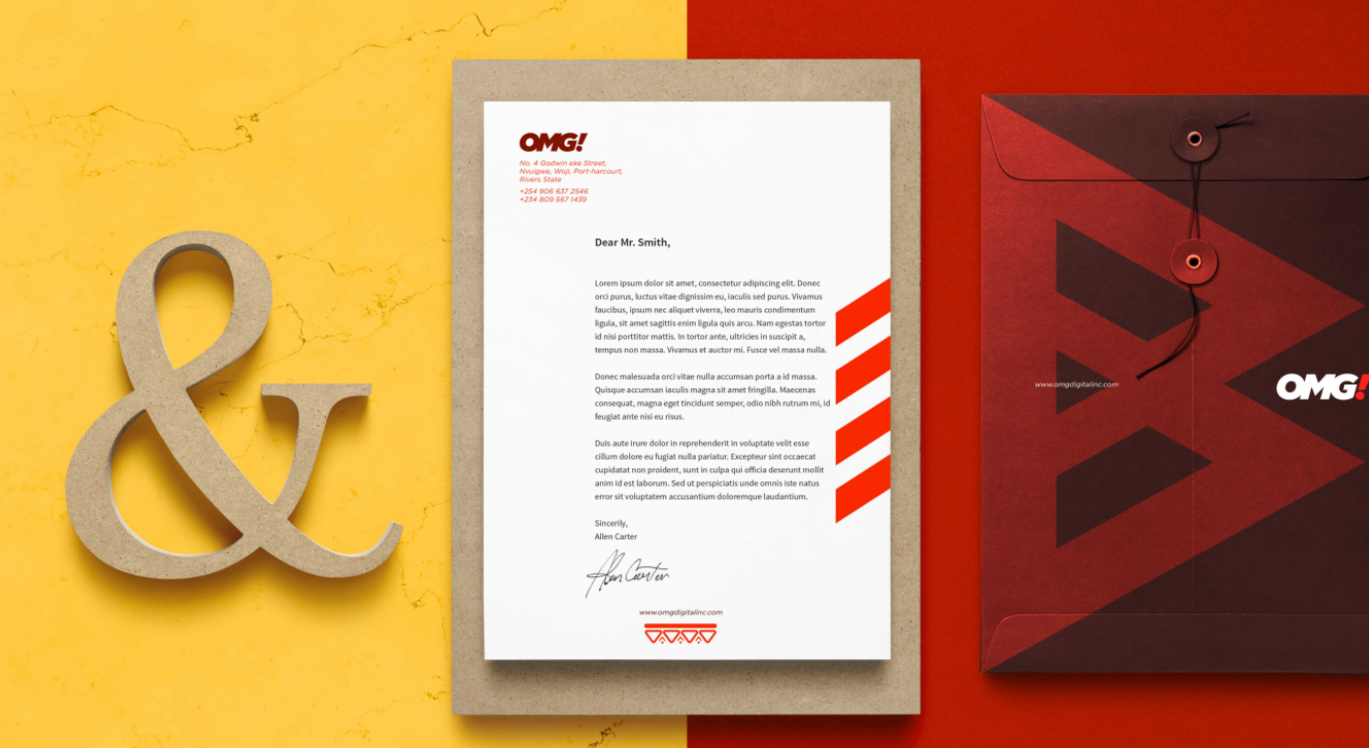 &
OMG!
No. 4 Godwin eke Street,
Nvuigwe, Woji, Port-harcourt,
Rivers State
+254 906 637 2546
+234 809 567 1439
Dear Mr. Smith,
Lorem ipsum dolor sit amet, consectetur adipiscing elit. Donec
orci purus, luctus vitae dignissim eu, iaculis sed purus. Vivamus
faucibus, ipsum nec aliquet viverra, leo mauris condimentum
ligula, sit amet sagittis enim ligula quis arcu. Nam egestas tortor
id nisi porttitor mattis. In tortor ante, ultricies in suscipit a,
tempus non massa. Vivamus et auctor mi. Fusce vel massa nulla.
Donec malesuada orci vitae nulla accumsan porta a id massa.
Quisque accumsan iaculis magna sit amet fringilla. Maecenas
consequat, magna eget tincidunt semper, odio nibh rutrum mi, id
feugiat ante nisi eu risus.
Duis aute irure dolor in reprehenderit in voluptate velit esse
cillum dolore eu fugiat nulla pariatur. Excepteur sint occaecat
cupidatat non proident, sunt in culpa qui officia deserunt mollit
anim id est laborum. Sed ut perspiciatis unde omnis iste natus
error sit voluptatem accusantium doloremque laudantium.
Sincerily,
Allen Carter
Allen Carter
www.omgdigitalinc.com
www.omgdigitalinc.com
OMG!